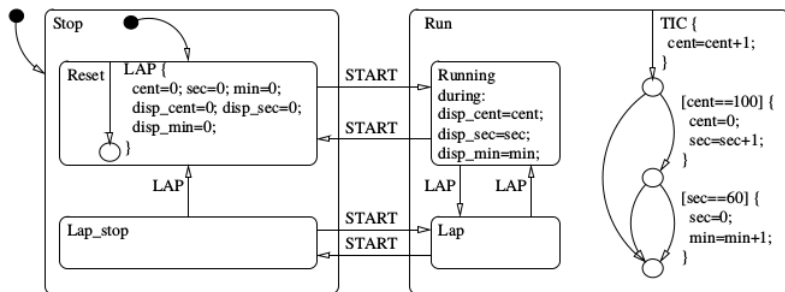 Stop
Reset
LAP {
cent=0; sec=0; min=0;
disp_cent=0; disp_sec=0;
disp_min=0;
}
LAP
Lap_stop
START
START
START
START
Run
Running
during:
disp_cent=cent;
disp_sec=sec;
disp_min=min;
LAP
LAP
Lap
TIC {
cent=cent+1;
}
[cent==100] {
cent=0;
sec=sec+1;
}
[sec==60] {
sec=0;
min=min+1;
}